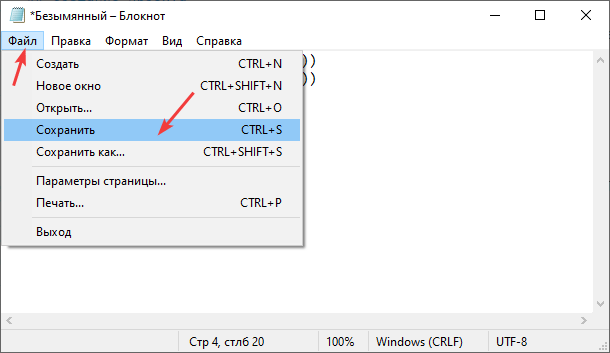 *Безымянный – Блокнот
Файл Правка Формат Вид Справка
))
))
Создать CTRL+N
Новое окно CTRL+SHIFT+N
Открыть... CTRL+O
Сохранить CTRL+S
Сохранить как... CTRL+SHIFT+S
Параметры страницы...
Печать... CTRL+P
Выход
Стр 4, стлб 20 100% Windows (CRLF) UTF-8